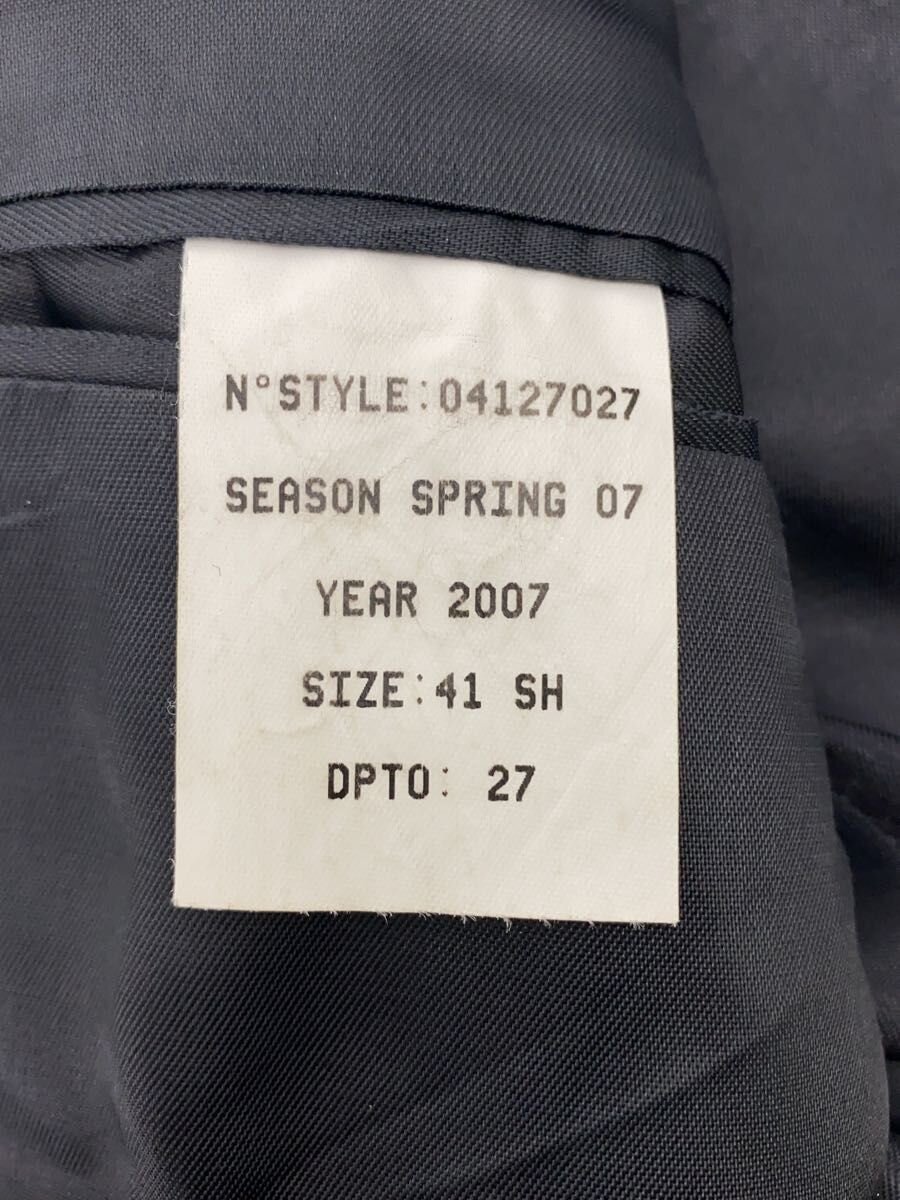 N°STYLE:04127027
SEASON SPRING 07
YEAR 2007
SIZE:41 SH
DPTO: 27